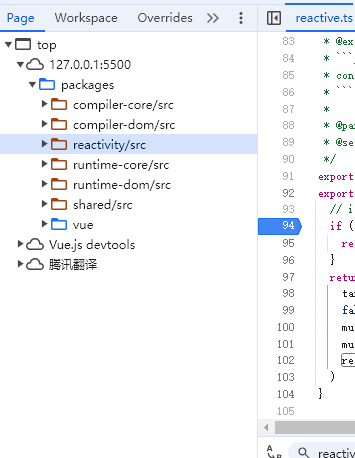 Page Workspace Overrides »
reactive.ts
top
127.0.0.1:5500
packages
compiler-core/src
compiler-dom/src
reactivity/src
runtime-core/src
runtime-dom/src
shared/src
vue
Vue.js devtools
腾讯翻译
83 * @ex
84 * ```
85 * con
86 * ```
87 *
88 * @pa
89 * @se
90 */
91 export
92 export
93 // i
94 if (
95 re
96 }
97 retur
98 ta
99 fal
100 mu
101 mu
102 re
103 )
104 }
105
reactiv